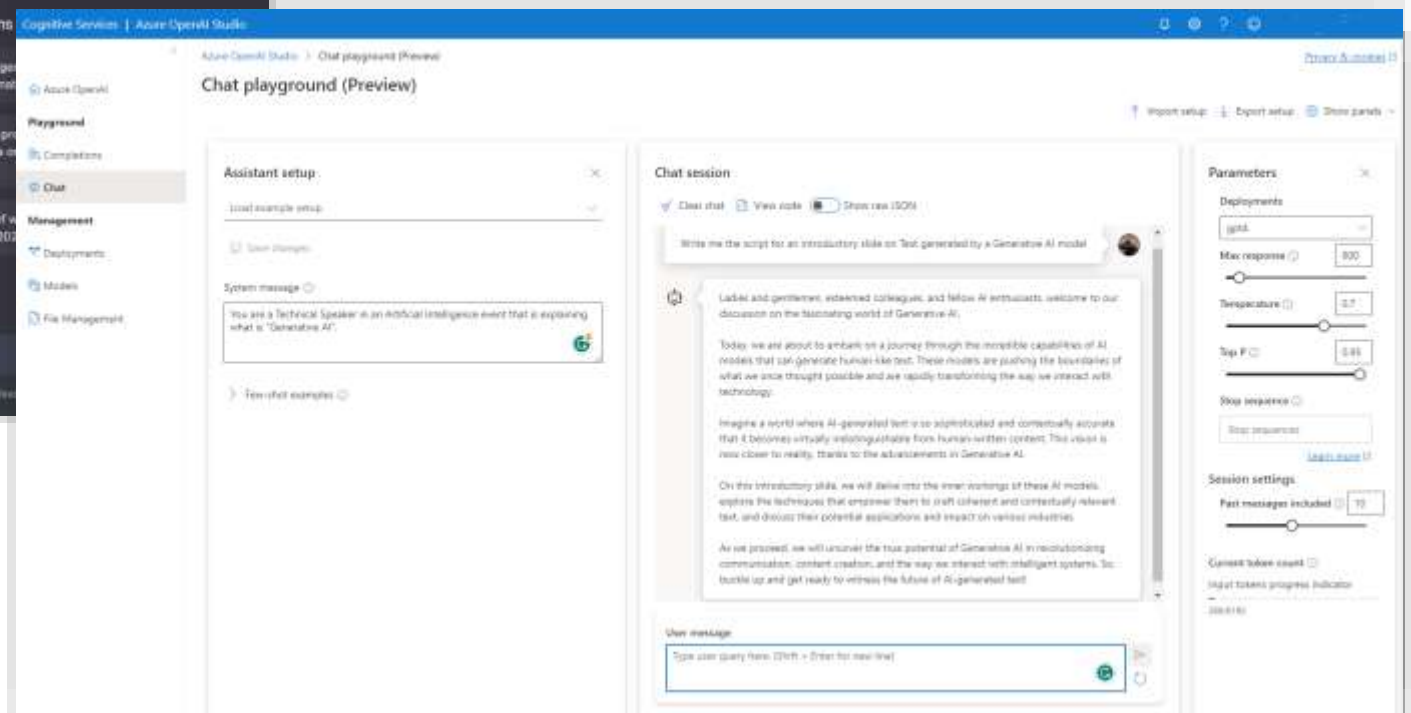 Cognitive Services | Azure OpenAI Studio
Azure OpenAI Studio > Chat playground (Preview)
Privacy & cookies
Chat playground (Preview)
Import setup
Export setup
Show panels
Azure OpenAI
Playground
Completions
Chat
Management
Deployments
Models
File Management
Assistant setup
Load example setup
Save changes
System message
You are a Technical Speaker in an Artificial Intelligence event that is explaining
what is "Generative AI".
Few-shot examples
Chat session
Clear chat
View code
Show raw JSON
Write me the script for an introductory slide on Text generated by a Generative AI model
Ladies and gentlemen, esteemed colleagues, and fellow AI enthusiasts, welcome to our
discussion on the fascinating world of Generative AI.
Today, we are about to embark on a journey through the incredible capabilities of AI
models that can generate human-like text. These models are pushing the boundaries of
what we once thought possible and are rapidly transforming the way we interact with
technology.
Imagine a world where AI-generated text is so sophisticated and contextually accurate
that it becomes virtually indistinguishable from human-written content. This vision is
now closer to reality, thanks to the advancements in Generative AI.
On this introductory slide, we will delve into the inner workings of these AI models,
explore the techniques that empower them to craft coherent and contextually relevant
text, and discuss their potential applications and impact on various industries.
As we proceed, we will uncover the true potential of Generative AI in revolutionizing
communication, content creation, and the way we interact with intelligent systems. So,
buckle up and get ready to witness the future of AI-generated text!
User message
Type user query here. (Shift + Enter for new line)
Parameters
Deployments
gpt4
Max response
800
Temperature
0.7
Top P
0.95
Stop sequence
Stop sequences
Learn more
Session settings
Past messages included
10
Current token count
Input tokens progress indicator